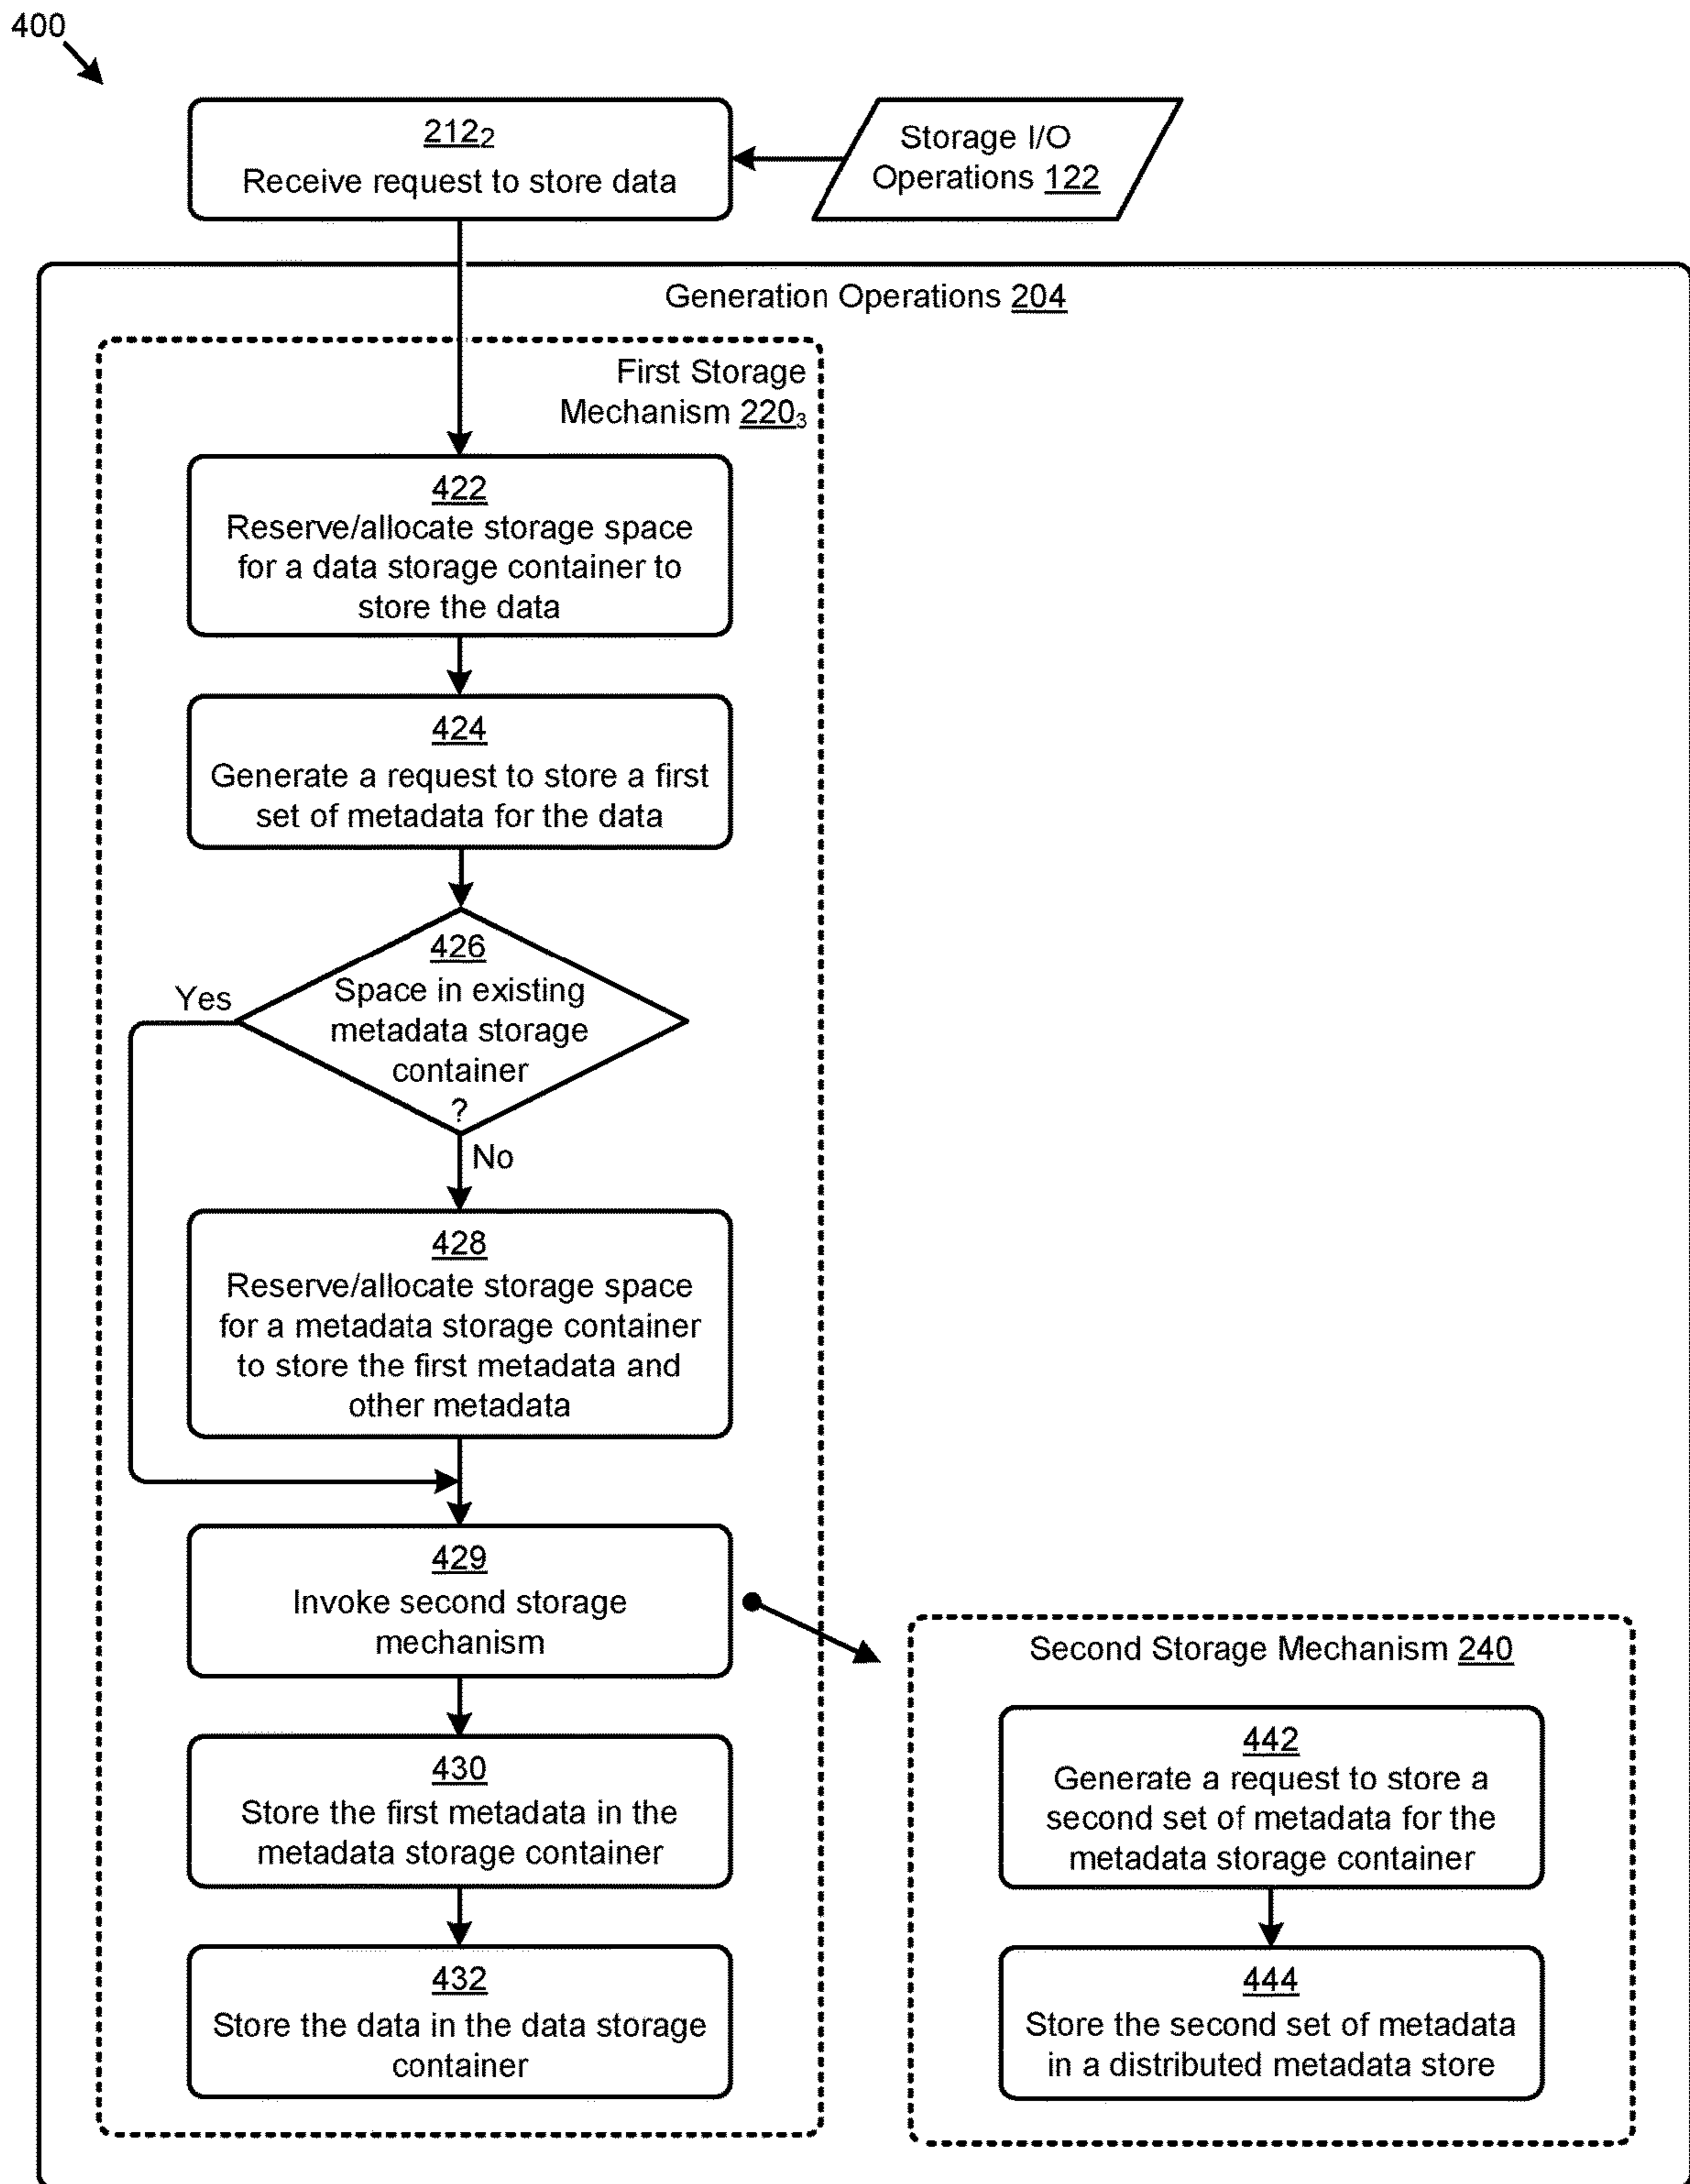 400
212₂
Receive request to store data
Storage I/O
Operations 122
Generation Operations 204
First Storage
Mechanism 220₃
422
Reserve/allocate storage space
for a data storage container to
store the data
424
Generate a request to store a first
set of metadata for the data
426
Space in existing
metadata storage
container
?
Yes
No
428
Reserve/allocate storage space
for a metadata storage container
to store the first metadata and
other metadata
429
Invoke second storage
mechanism
430
Store the first metadata in the
metadata storage container
432
Store the data in the data storage
container
Second Storage Mechanism 240
442
Generate a request to store a
second set of metadata for the
metadata storage container
444
Store the second set of metadata
in a distributed metadata store